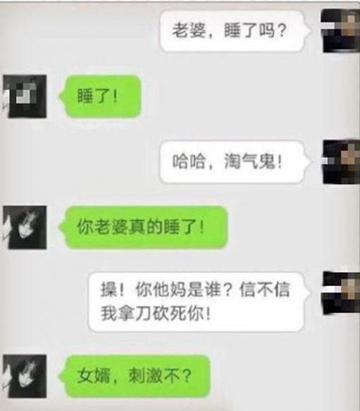 老婆，睡了吗？
睡了！
哈哈，淘气鬼！
你老婆真的睡了！
操！你他妈是谁？信不信
我拿刀砍死你！
女婿，刺激不？